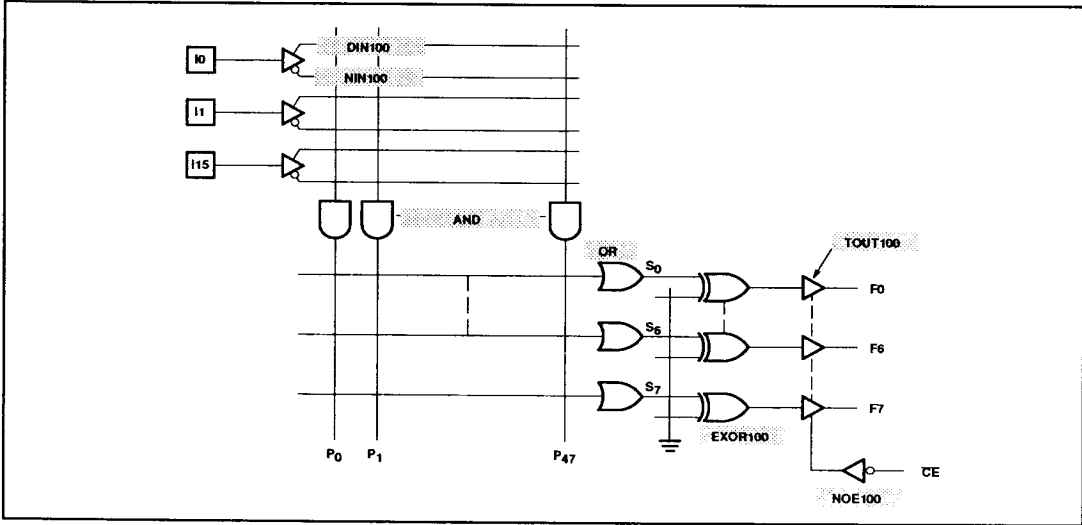 I0
DIN100
NIN100
I1
I15
AND
OR
S0
TOUT100
F0
S6
F6
S7
F7
EXOR100
P0 P1 P47
C̅E̅
NOE100